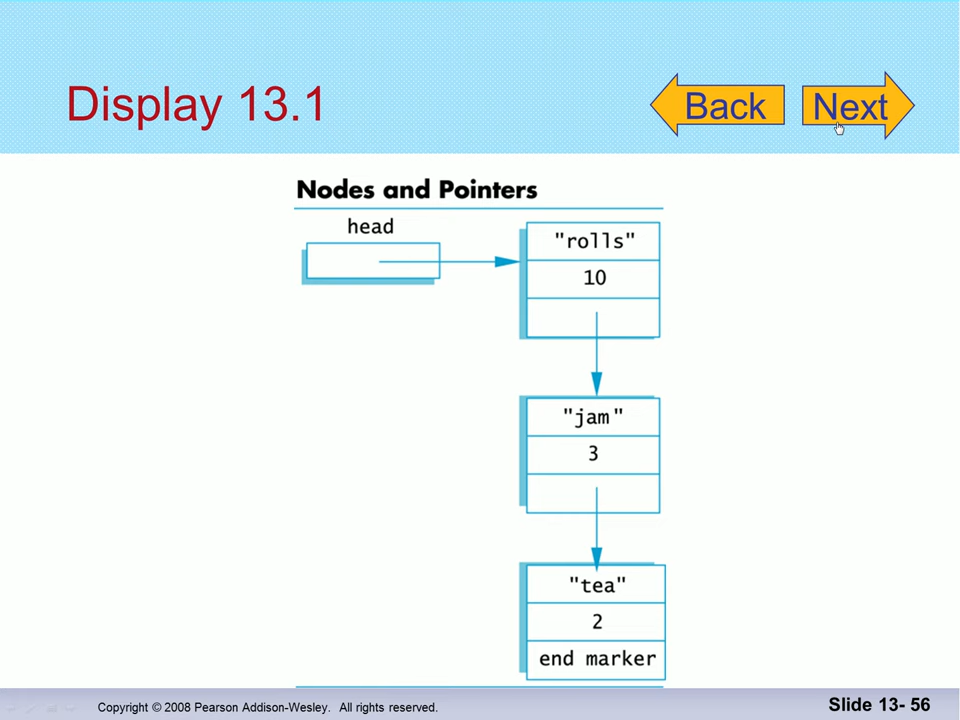 Display 13.1
Back
Next
Nodes and Pointers
head
"rolls"
10
"jam"
3
"tea"
2
end marker
Copyright © 2008 Pearson Addison-Wesley. All rights reserved.
Slide 13- 56